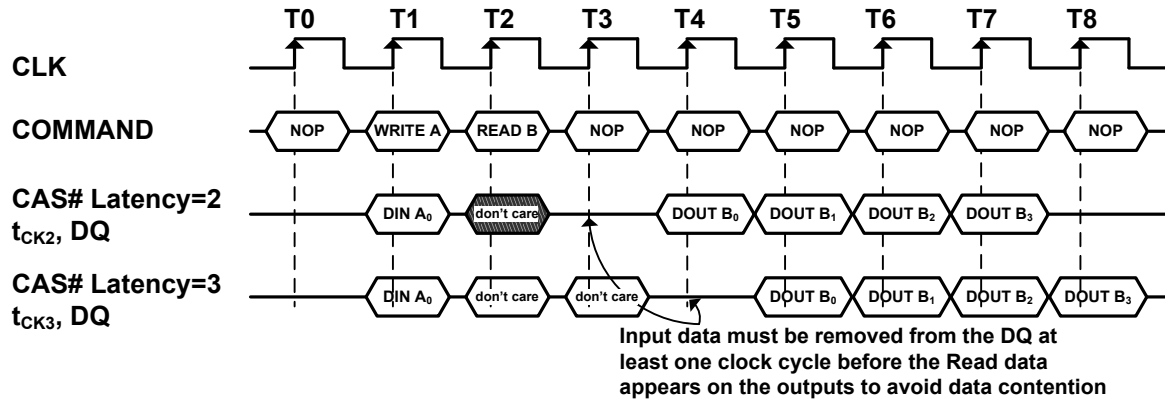 T0 T1 T2 T3 T4 T5 T6 T7 T8
CLK
COMMAND NOP WRITE A READ B NOP NOP NOP NOP NOP NOP
CAS# Latency=2
tCK2, DQ DIN A0 don't care DOUT B0 DOUT B1 DOUT B2 DOUT B3
CAS# Latency=3
tCK3, DQ DIN A0 don't care don't care DOUT B0 DOUT B1 DOUT B2 DOUT B3
Input data must be removed from the DQ at
least one clock cycle before the Read data
appears on the outputs to avoid data contention